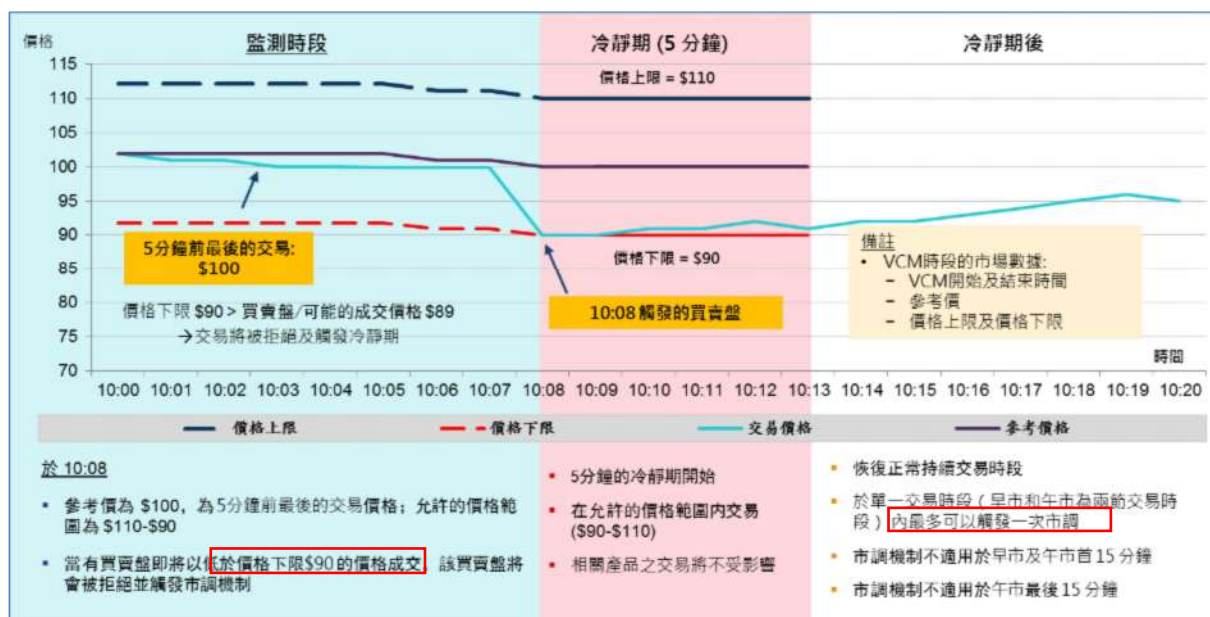 價格
監測時段
冷靜期 (5 分鐘)
冷靜期後
115
110
105
100
95
90
85
80
75
70
價格上限 = $110
5分鐘前最後的交易:
$100
價格下限 = $90
價格下限 $90 > 買賣盤/可能的成交價格 $89
→交易將被拒絕及觸發冷靜期
10:08 觸發的買賣盤
備註
• VCM時段的市場數據:
– VCM開始及結束時間
– 參考價
– 價格上限及價格下限
時間
10:00 10:01 10:02 10:03 10:04 10:05 10:06 10:07 10:08 10:09 10:10 10:11 10:12 10:13 10:14 10:15 10:16 10:17 10:18 10:19 10:20
價格上限 價格下限 交易價格 參考價格
於 10:08
▪ 參考價為 $100，為5分鐘前最後的交易價格；允許的價格範
圍為 $110-$90
▪ 當有買賣盤即將以低於價格下限$90的價格成交，該買賣盤將
會被拒絕並觸發市調機制
▪ 5分鐘的冷靜期開始
▪ 在允許的價格範圍內交易
($90-$110)
▪ 相關產品之交易將不受影響
▪ 恢復正常持續交易時段
▪ 於單一交易時段（早市和午市為兩節交易時
段）內最多可以觸發一次市調
▪ 市調機制不適用於早市及午市首15分鐘
▪ 市調機制不適用於午市最後15分鐘